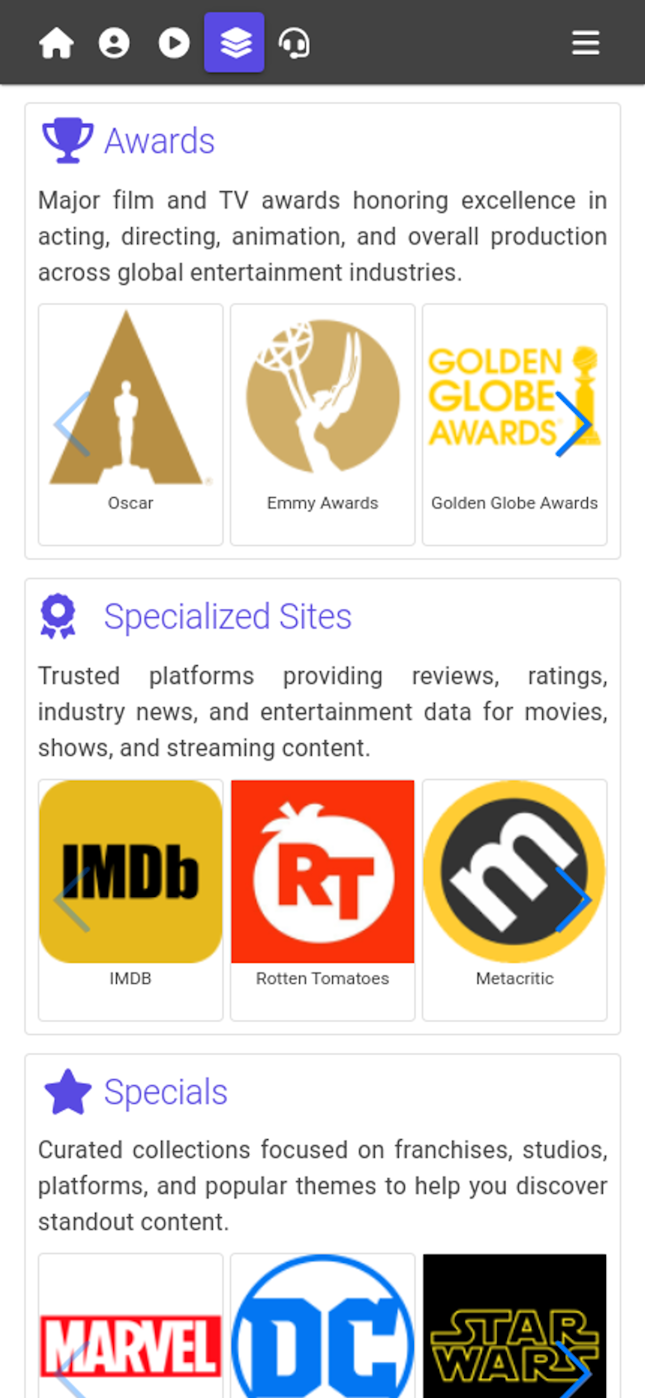 Awards
Major film and TV awards honoring excellence in
acting, directing, animation, and overall production
across global entertainment industries.
GOLDEN
GLOBE
AWARDS
Oscar
Emmy Awards
Golden Globe Awards
Specialized Sites
Trusted platforms providing reviews, ratings,
industry news, and entertainment data for movies,
shows, and streaming content.
IMDb
RT
m
IMDB
Rotten Tomatoes
Metacritic
Specials
Curated collections focused on franchises, studios,
platforms, and popular themes to help you discover
standout content.
MARVEL
DC
STAR
WARS